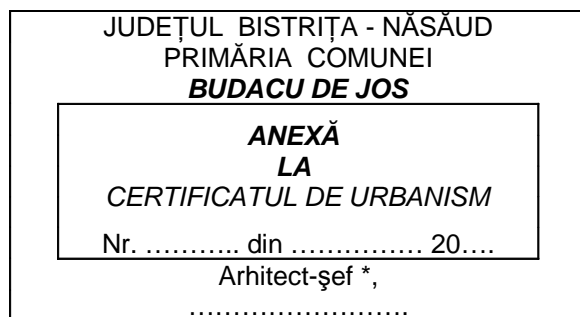 JUDEȚUL BISTRIȚA - NĂSĂUD
PRIMĂRIA COMUNEI
BUDACU DE JOS
ANEXĂ
LA
CERTIFICATUL DE URBANISM
Nr. ……….. din …………… 20….
Arhitect-şef *,
…………………….